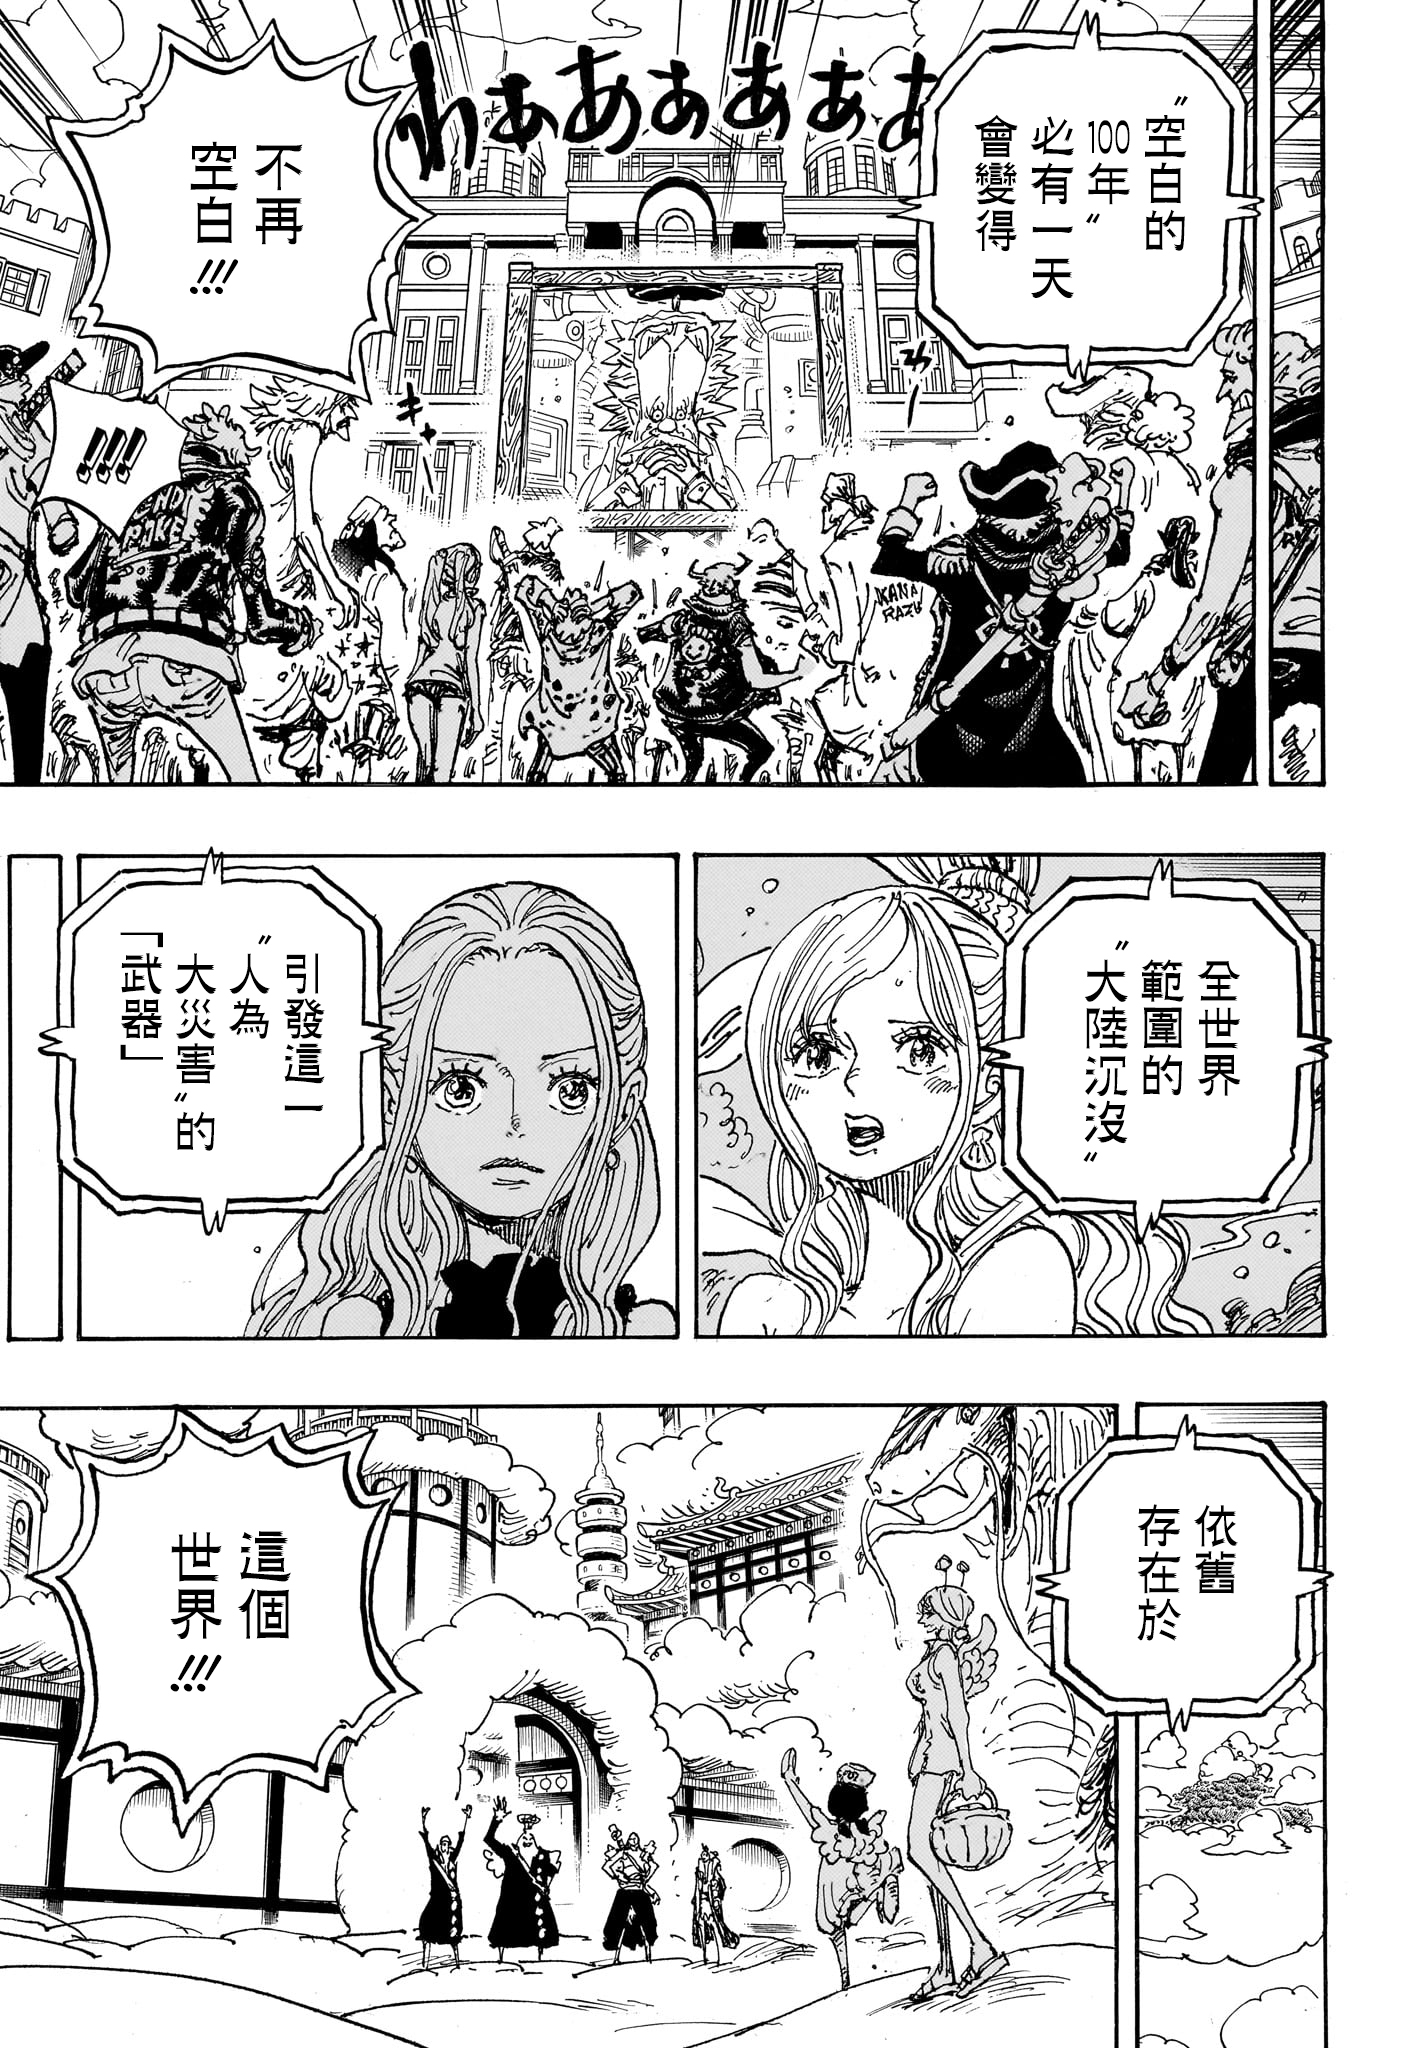 〝空白的
100年〞
必有一天
會變得
わああああああ
不再
空白!!!
!!!!
KANA
RAZU
全世界
範圍的
〝大陸沉沒〞
引發這一
〝人為
大災害〞的
「武器」
依舊
存在於
這個
世界!!!